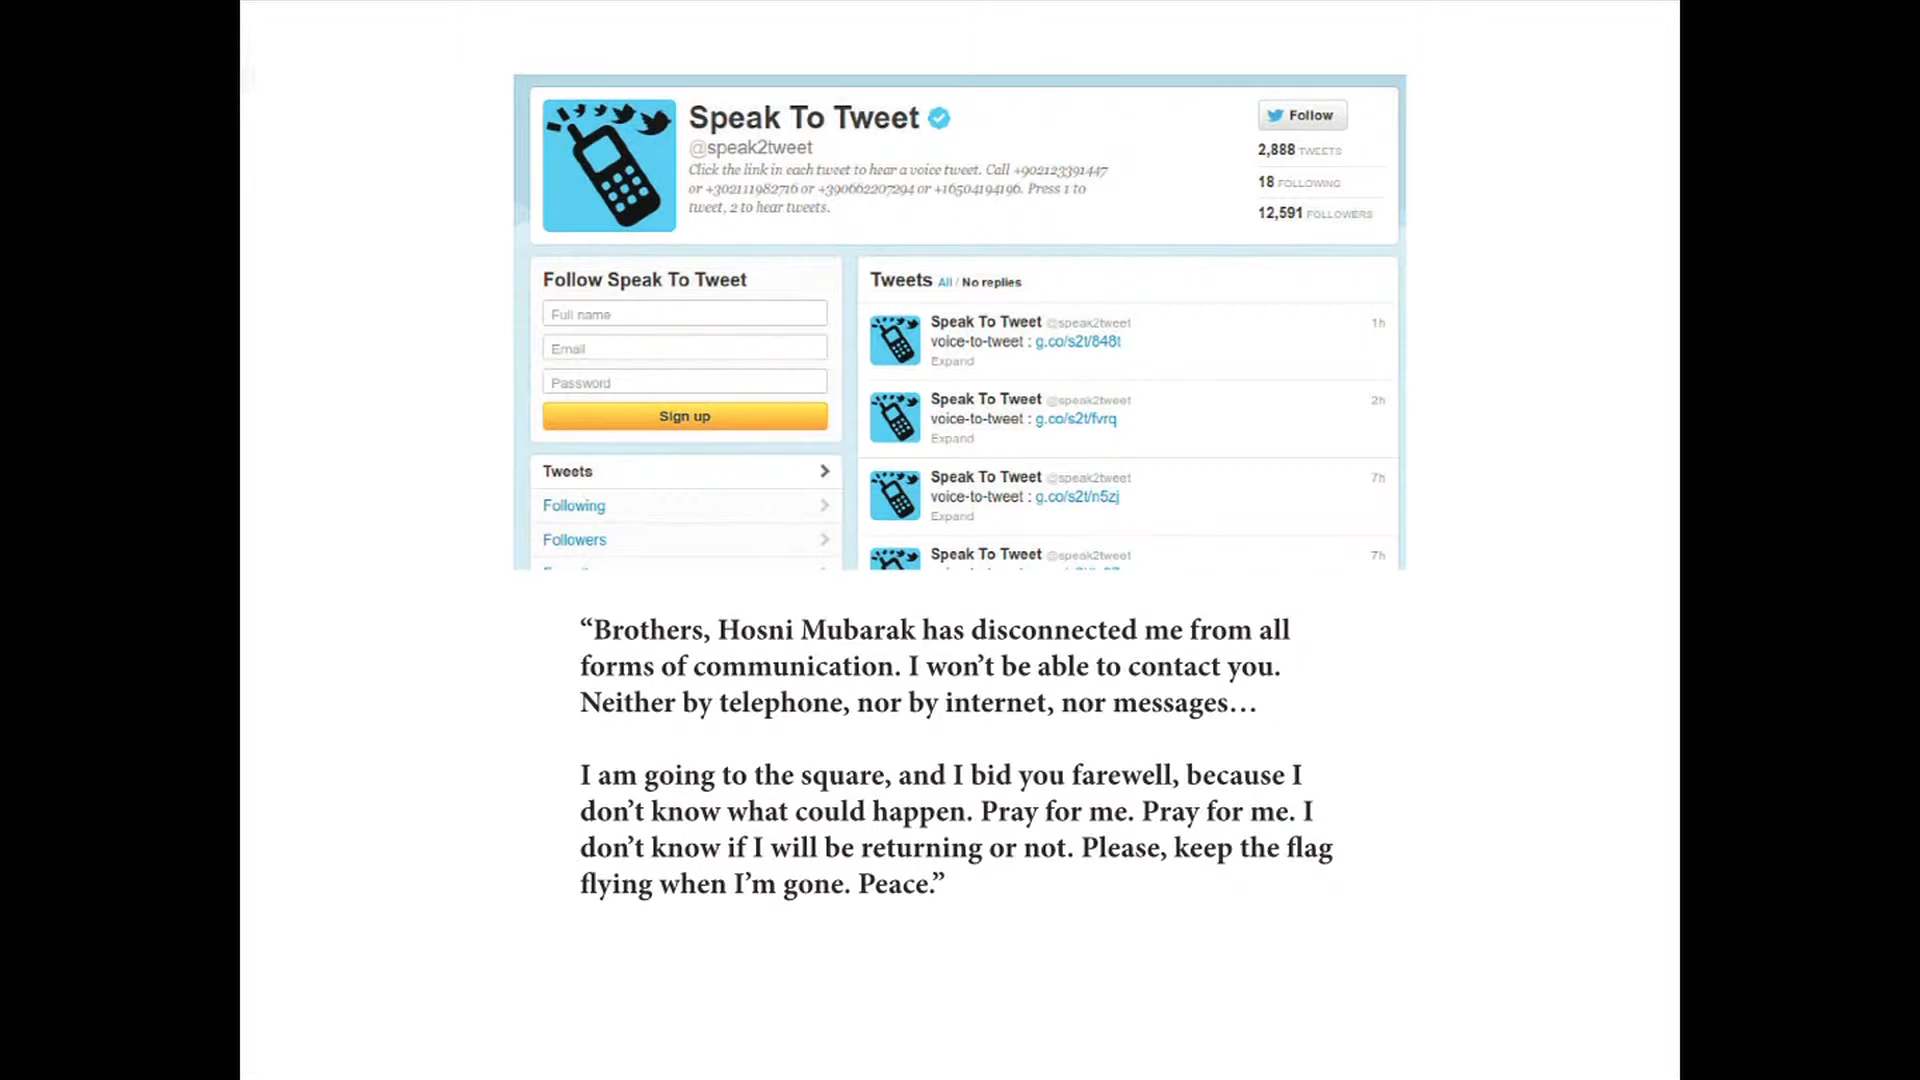 Speak To Tweet
@speak2tweet
Click the link in each tweet to hear a voice tweet. Call +902123391447
or +302111982716 or +390662207294 or +16504194196. Press 1 to
tweet, 2 to hear tweets.
Follow
2,888 TWEETS
18 FOLLOWING
12,591 FOLLOWERS
Follow Speak To Tweet
Full name
Email
Password
Sign up
Tweets
Following
Followers
Tweets All / No replies
Speak To Tweet @speak2tweet 1h
voice-to-tweet : g.co/s2t/848t
Expand
Speak To Tweet @speak2tweet 2h
voice-to-tweet : g.co/s2t/fvrq
Expand
Speak To Tweet @speak2tweet 7h
voice-to-tweet : g.co/s2t/n5zj
Expand
Speak To Tweet @speak2tweet 7h
“Brothers, Hosni Mubarak has disconnected me from all
forms of communication. I won’t be able to contact you.
Neither by telephone, nor by internet, nor messages…
I am going to the square, and I bid you farewell, because I
don’t know what could happen. Pray for me. Pray for me. I
don’t know if I will be returning or not. Please, keep the flag
flying when I’m gone. Peace.”